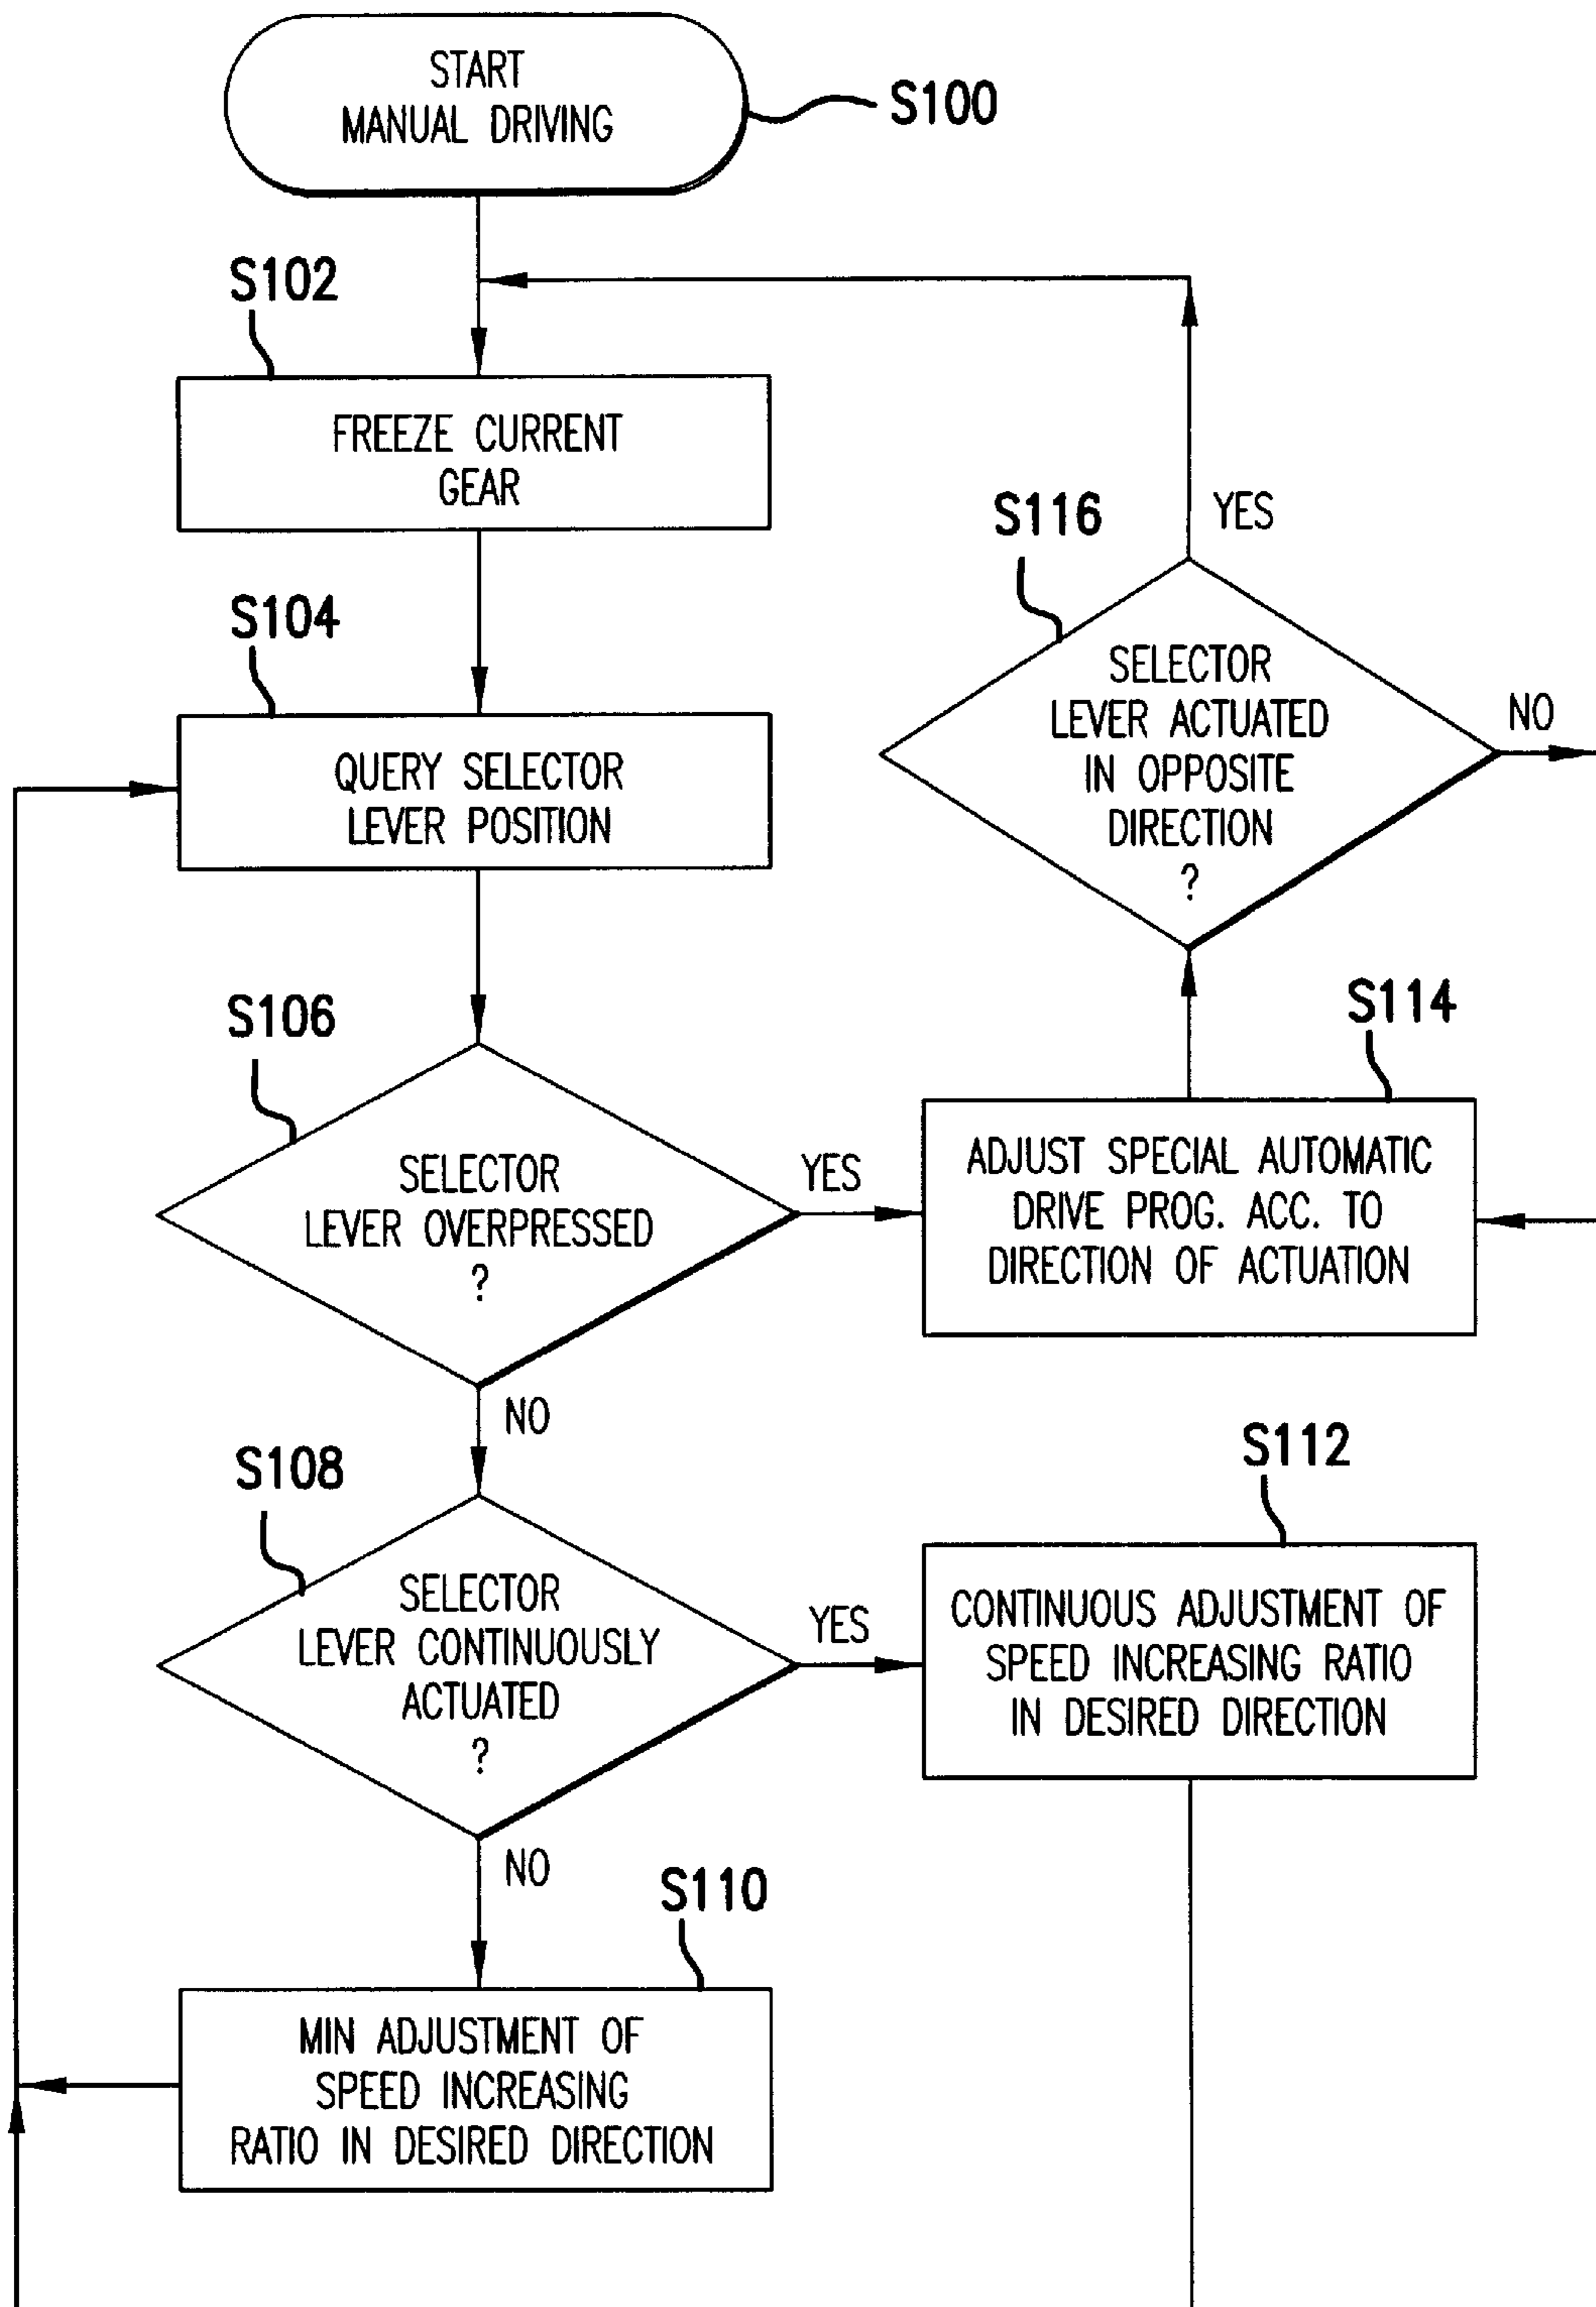 START
MANUAL DRIVING
S100
S102
FREEZE CURRENT
GEAR
S104
QUERY SELECTOR
LEVER POSITION
S106
SELECTOR
LEVER OVERPRESSED
?
YES
NO
S108
SELECTOR
LEVER CONTINUOUSLY
ACTUATED
?
YES
NO
S110
MIN ADJUSTMENT OF
SPEED INCREASING
RATIO IN DESIRED DIRECTION
S112
CONTINUOUS ADJUSTMENT OF
SPEED INCREASING RATIO
IN DESIRED DIRECTION
S114
ADJUST SPECIAL AUTOMATIC
DRIVE PROG. ACC. TO
DIRECTION OF ACTUATION
S116
SELECTOR
LEVER ACTUATED
IN OPPOSITE
DIRECTION
?
YES
NO